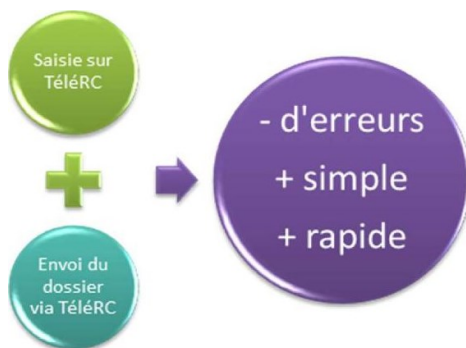 Saisie sur
TéléRC
Envoi du
dossier
via TéléRC
- d'erreurs
+ simple
+ rapide